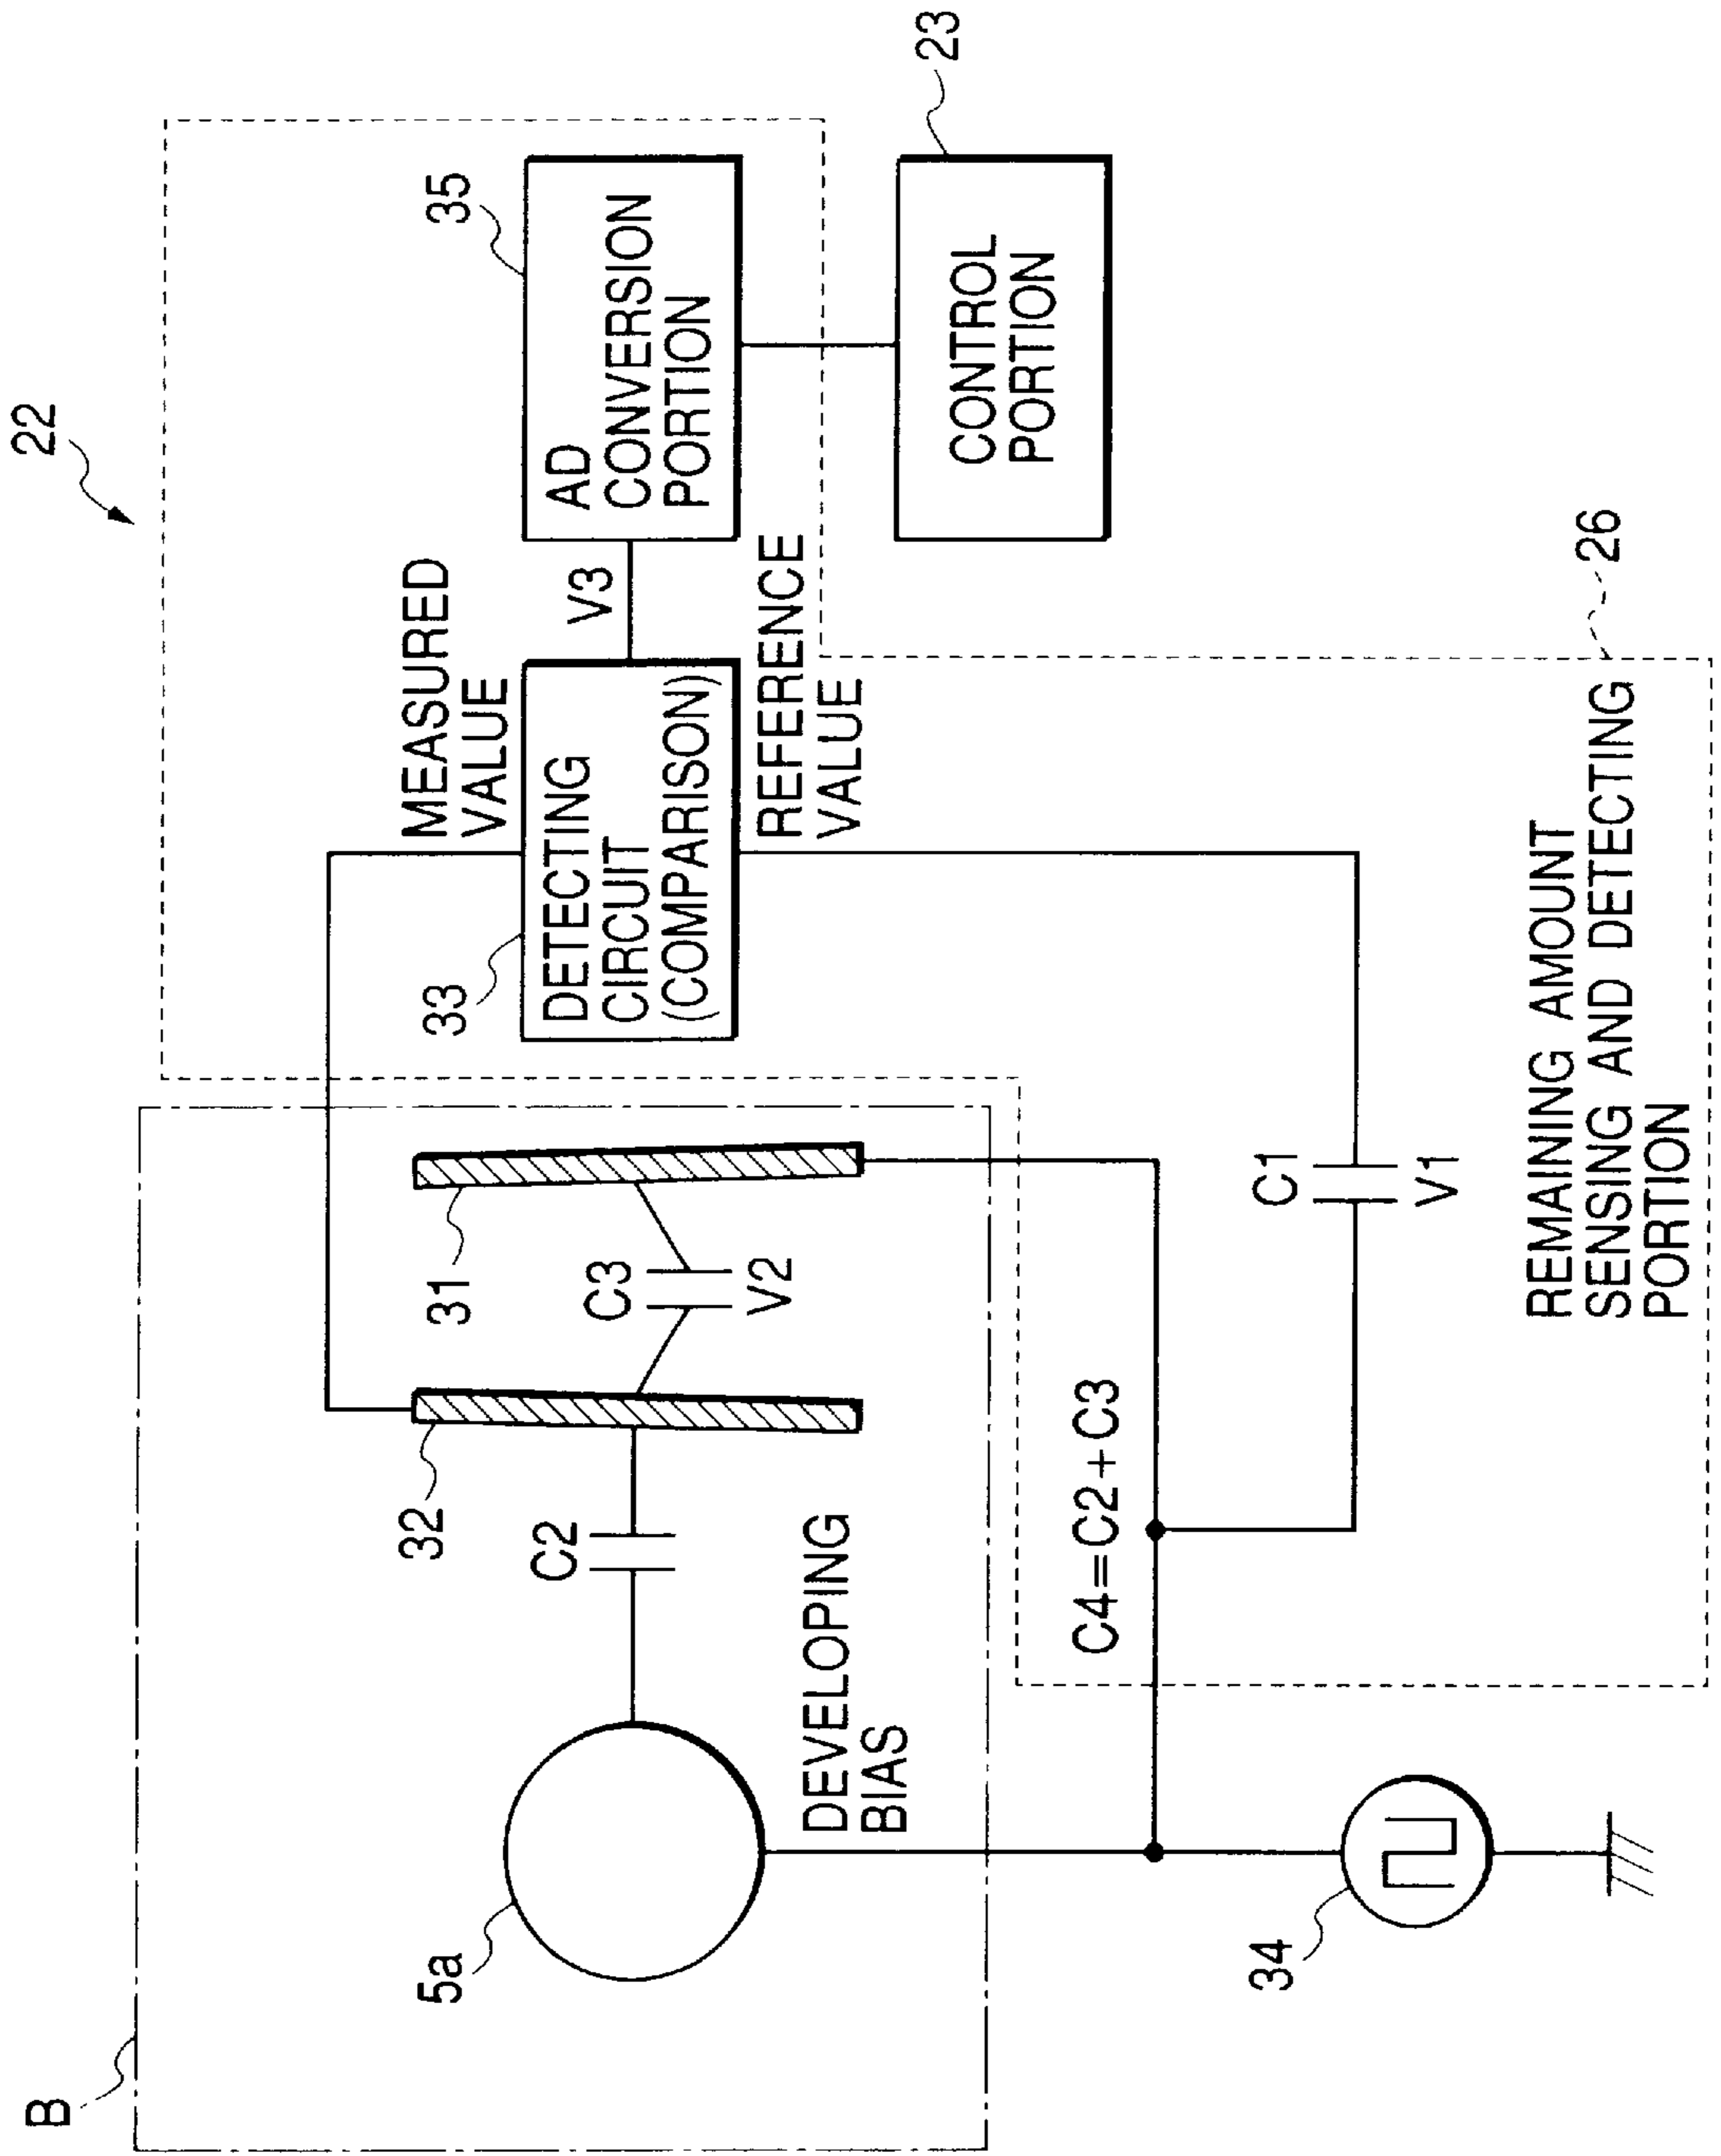 22
B
5a
32
31
33
35
23
C2
C3
V2
MEASURED
VALUE
DETECTING
CIRCUIT
(COMPARISON)
V3
AD
CONVERSION
PORTION
REFERENCE
VALUE
CONTROL
PORTION
DEVELOPING
BIAS
C4=C2+C3
C1
V1
34
26
REMAINING AMOUNT
SENSING AND DETECTING
PORTION